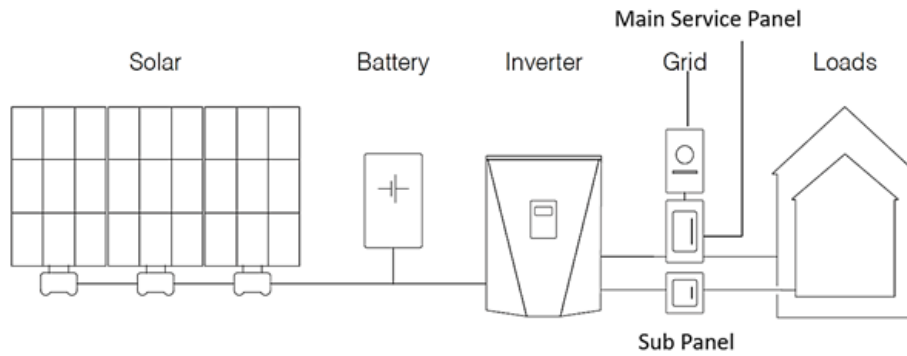 Main Service Panel
Solar
Battery
Inverter
Grid
Loads
Sub Panel